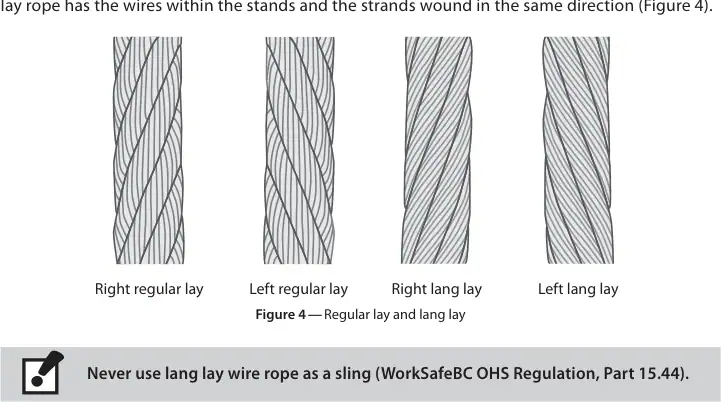 lay rope has the wires within the stands and the strands wound in the same direction (Figure 4).
Right regular lay
Left regular lay
Right lang lay
Left lang lay
Figure 4 — Regular lay and lang lay
Never use lang lay wire rope as a sling (WorkSafeBC OHS Regulation, Part 15.44).